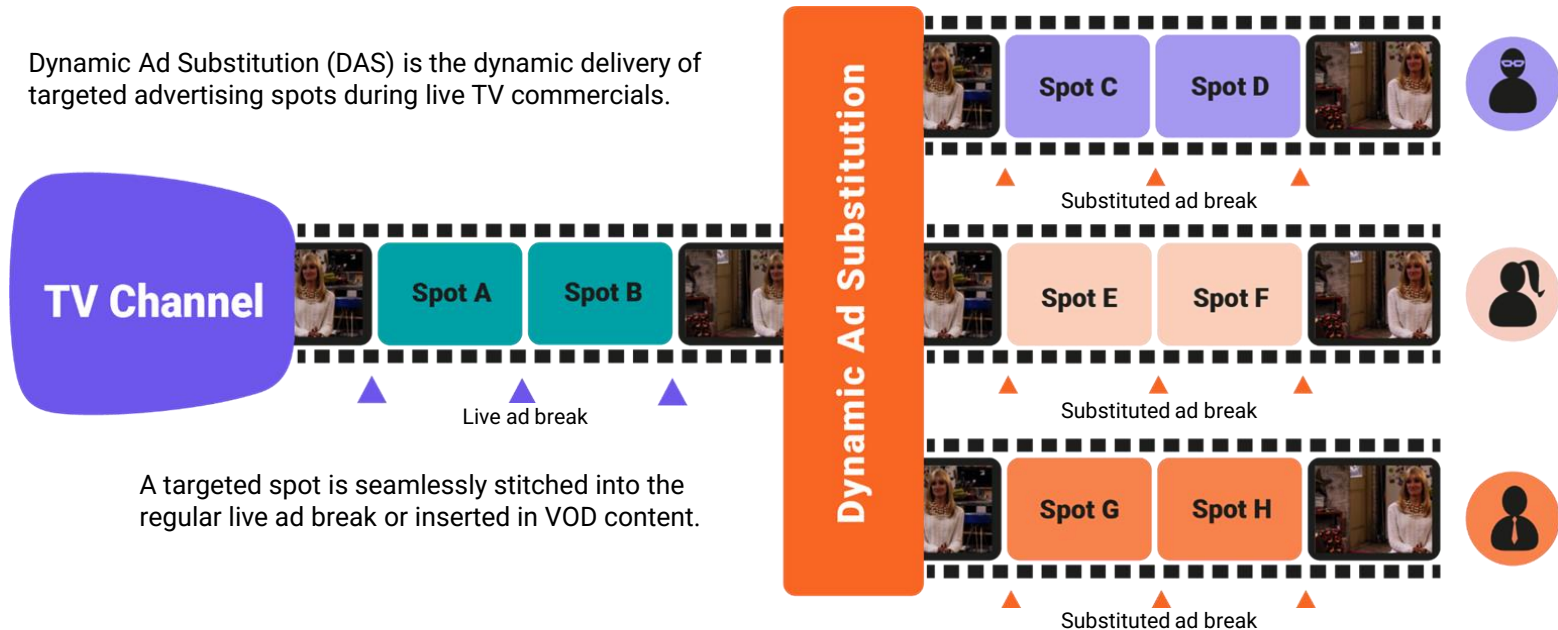 Dynamic Ad Substitution (DAS) is the dynamic delivery of
targeted advertising spots during live TV commercials.
TV Channel
Spot A
Spot B
Live ad break
A targeted spot is seamlessly stitched into the
regular live ad break or inserted in VOD content.
Dynamic Ad Substitution
Spot C
Spot D
Substituted ad break
Spot E
Spot F
Substituted ad break
Spot G
Spot H
Substituted ad break